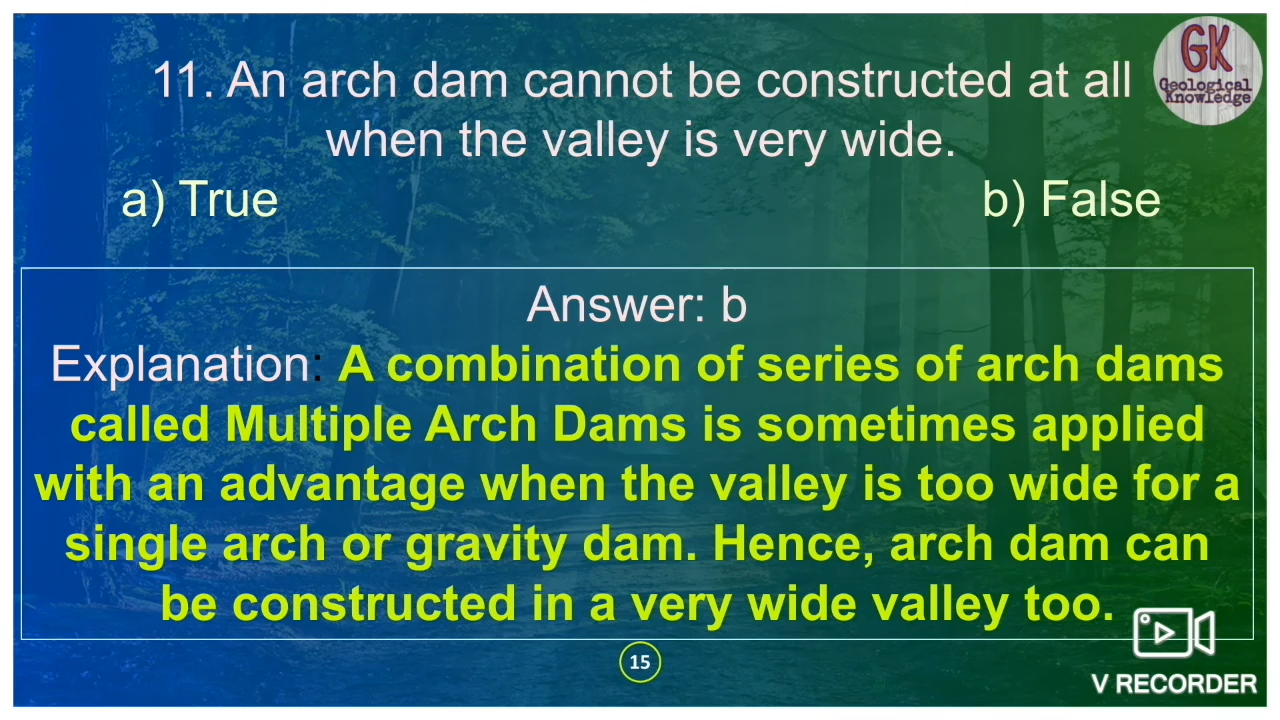 GK
Geological
Knowledge
11. An arch dam cannot be constructed at all
when the valley is very wide.
a) True b) False
Answer: b
Explanation: A combination of series of arch dams
called Multiple Arch Dams is sometimes applied
with an advantage when the valley is too wide for a
single arch or gravity dam. Hence, arch dam can
be constructed in a very wide valley too.
15
V RECORDER